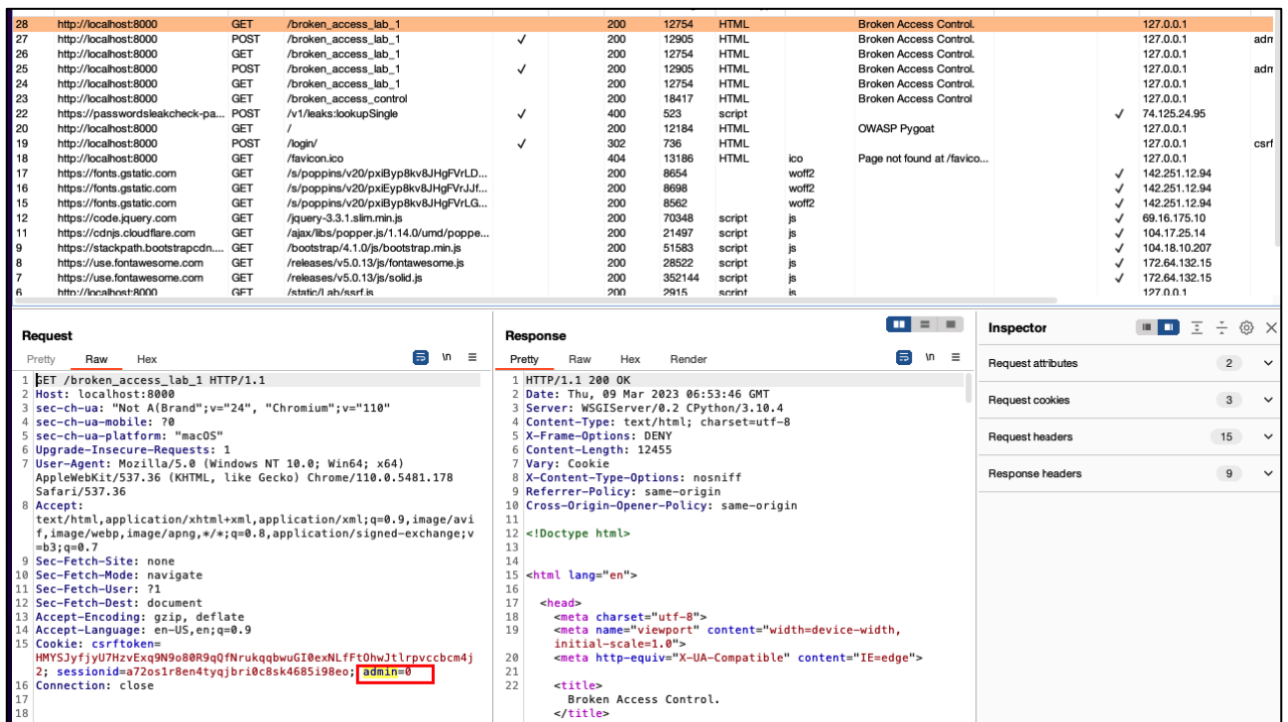 28 http://localhost:8000 GET /broken_access_lab_1 200 12754 HTML Broken Access Control. 127.0.0.1
27 http://localhost:8000 POST /broken_access_lab_1 ✓ 200 12905 HTML Broken Access Control. 127.0.0.1 adm
26 http://localhost:8000 GET /broken_access_lab_1 200 12754 HTML Broken Access Control. 127.0.0.1
25 http://localhost:8000 POST /broken_access_lab_1 ✓ 200 12905 HTML Broken Access Control. 127.0.0.1 adm
24 http://localhost:8000 GET /broken_access_lab_1 200 12754 HTML Broken Access Control. 127.0.0.1
23 http://localhost:8000 GET /broken_access_control 200 18417 HTML Broken Access Control 127.0.0.1
22 https://passwordsleakcheck-pa... POST /v1/leaks:lookupSingle ✓ 400 523 script ✓ 74.125.24.95
20 http://localhost:8000 GET / 200 12184 HTML OWASP Pygoat 127.0.0.1
19 http://localhost:8000 POST /login/ ✓ 302 736 HTML 127.0.0.1 csrf
18 http://localhost:8000 GET /favicon.ico 404 13186 HTML ico Page not found at /favico... 127.0.0.1
17 https://fonts.gstatic.com GET /s/poppins/v20/pxiByp8kv8JHgFVrLD... 200 8654 woff2 ✓ 142.251.12.94
16 https://fonts.gstatic.com GET /s/poppins/v20/pxiEyp8kv8JHgFVrJJf... 200 8698 woff2 ✓ 142.251.12.94
15 https://fonts.gstatic.com GET /s/poppins/v20/pxiByp8kv8JHgFVrLG... 200 8562 woff2 ✓ 142.251.12.94
12 https://code.jquery.com GET /jquery-3.3.1.slim.min.js 200 70348 script js ✓ 69.16.175.10
11 https://cdnjs.cloudflare.com GET /ajax/libs/popper.js/1.14.0/umd/poppe... 200 21497 script js ✓ 104.17.25.14
9 https://stackpath.bootstrapcdn.... GET /bootstrap/4.1.0/js/bootstrap.min.js 200 51583 script js ✓ 104.18.10.207
8 https://use.fontawesome.com GET /releases/v5.0.13/js/fontawesome.js 200 28522 script js ✓ 172.64.132.15
7 https://use.fontawesome.com GET /releases/v5.0.13/js/solid.js 200 352144 script js ✓ 172.64.132.15
6 http://localhost:8000 GET /static/Lab/ssrf.js 200 2915 script js 127.0.0.1
Request
Pretty Raw Hex \n
1 GET /broken_access_lab_1 HTTP/1.1
2 Host: localhost:8000
3 sec-ch-ua: "Not A(Brand";v="24", "Chromium";v="110"
4 sec-ch-ua-mobile: ?0
5 sec-ch-ua-platform: "macOS"
6 Upgrade-Insecure-Requests: 1
7 User-Agent: Mozilla/5.0 (Windows NT 10.0; Win64; x64)
AppleWebKit/537.36 (KHTML, like Gecko) Chrome/110.0.5481.178
Safari/537.36
8 Accept:
text/html,application/xhtml+xml,application/xml;q=0.9,image/avi
f,image/webp,image/apng,*/*;q=0.8,application/signed-exchange;v
=b3;q=0.7
9 Sec-Fetch-Site: none
10 Sec-Fetch-Mode: navigate
11 Sec-Fetch-User: ?1
12 Sec-Fetch-Dest: document
13 Accept-Encoding: gzip, deflate
14 Accept-Language: en-US,en;q=0.9
15 Cookie: csrftoken=
HMYSJyfjyU7HzvExq9N9o80R9qQfNrukqqbwuGI0exNLfFtOhwJtlrpvccbcm4j
2; sessionid=a72os1r8en4tyqjbri0c8sk4685i98eo; admin=0
16 Connection: close
17
18
Response
Pretty Raw Hex Render \n
1 HTTP/1.1 200 OK
2 Date: Thu, 09 Mar 2023 06:53:46 GMT
3 Server: WSGIServer/0.2 CPython/3.10.4
4 Content-Type: text/html; charset=utf-8
5 X-Frame-Options: DENY
6 Content-Length: 12455
7 Vary: Cookie
8 X-Content-Type-Options: nosniff
9 Referrer-Policy: same-origin
10 Cross-Origin-Opener-Policy: same-origin
11
12 <!Doctype html>
13
14
15 <html lang="en">
16
17 <head>
18 <meta charset="utf-8">
19 <meta name="viewport" content="width=device-width,
initial-scale=1.0">
20 <meta http-equiv="X-UA-Compatible" content="IE=edge">
21
22 <title>
Broken Access Control.
</title>
Inspector
Request attributes 2
Request cookies 3
Request headers 15
Response headers 9